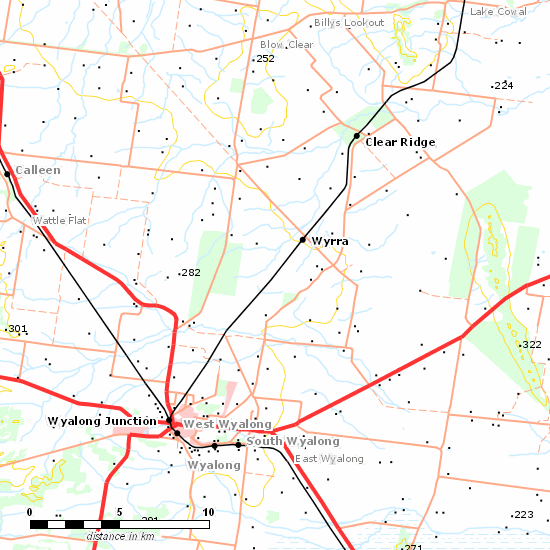 Lake Cowal
Billys Lookout
Blow Clear
252
224
Clear Ridge
Calleen
Wattle Flat
Wyrra
282
301
322
Wyalong Junction
West Wyalong
South Wyalong
Wyalong
East Wyalong
0 5 10
distance in km
223
271